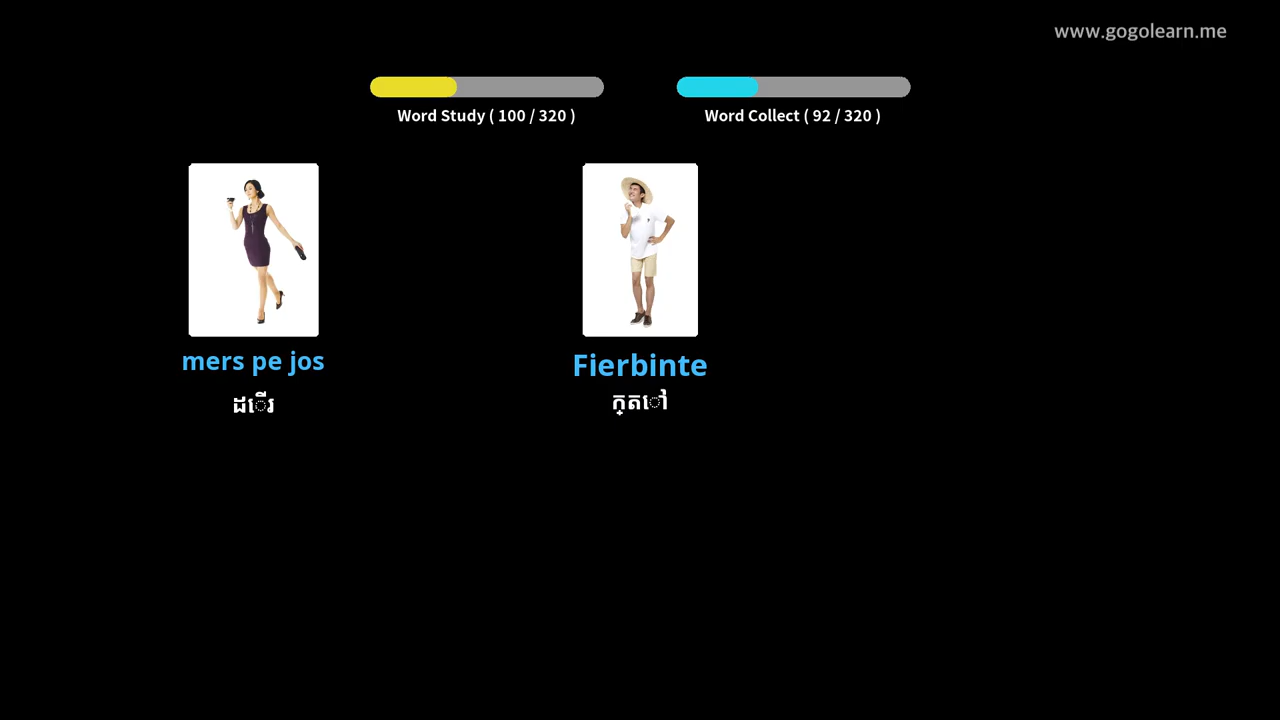 www.gogolearn.me
Word Study ( 100 / 320 )
Word Collect ( 92 / 320 )
mers pe jos
Fierbinte
ដើរ
ក្តៅ